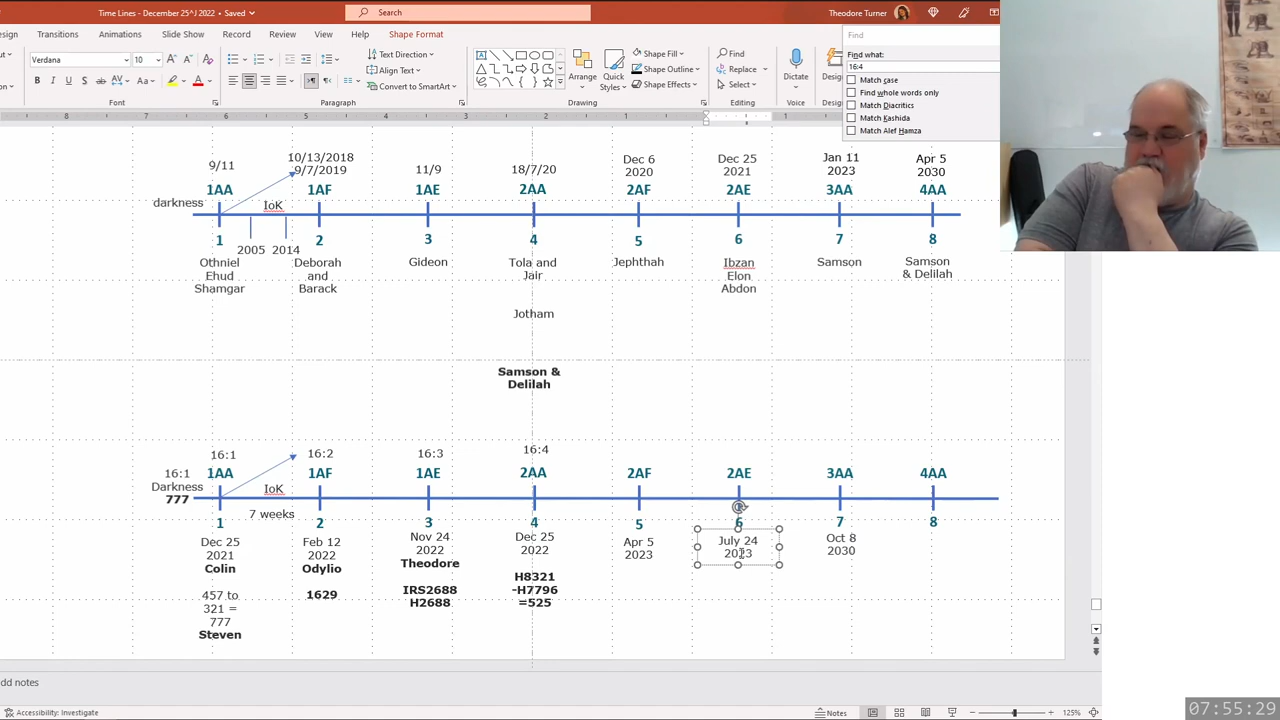 Time Lines - December 25^J 2022 • Saved
Search
Theodore Turner
Transitions Animations Slide Show Record Review View Help Shape Format
Find
Verdana 10
Text Direction
Align Text
Convert to SmartArt
Arrange
Quick Styles
Shape Fill
Shape Outline
Shape Effects
Find
Replace
Select
Dictate
Find what:
16:4
Match case
Find whole words only
Match Diacritics
Match Kashida
Match Alef Hamza
Font Paragraph Drawing Editing Voice
8 7 6 5 4 3 2 1 1
9/11 10/13/2018 11/9 18/7/20 Dec 6 Dec 25 Jan 11 Apr 5
9/7/2019 2020 2021 2023 2030
1AA 1AF 1AE 2AA 2AF 2AE 3AA 4AA
darkness IoK
1 2 3 4 5 6 7 8
2005 2014
Othniel Deborah Gideon Tola and Jephthah Ibzan Samson Samson
Ehud and Jair Elon & Delilah
Shamgar Barack Abdon
Jotham
Samson &
Delilah
16:1 16:2 16:3 16:4
16:1 1AA 1AF 1AE 2AA 2AF 2AE 3AA 4AA
Darkness IoK
777
7 weeks
1 2 3 4 5 6 7 8
Dec 25 Feb 12 Nov 24 Dec 25 Apr 5 July 24 Oct 8
2021 2022 2022 2022 2023 2023 2030
Colin Odylio Theodore
457 to 1629 IRS2688 H8321
321 = H2688 -H7796
777 =525
Steven
dd notes
Accessibility: Investigate
Notes
125%
07:55:29